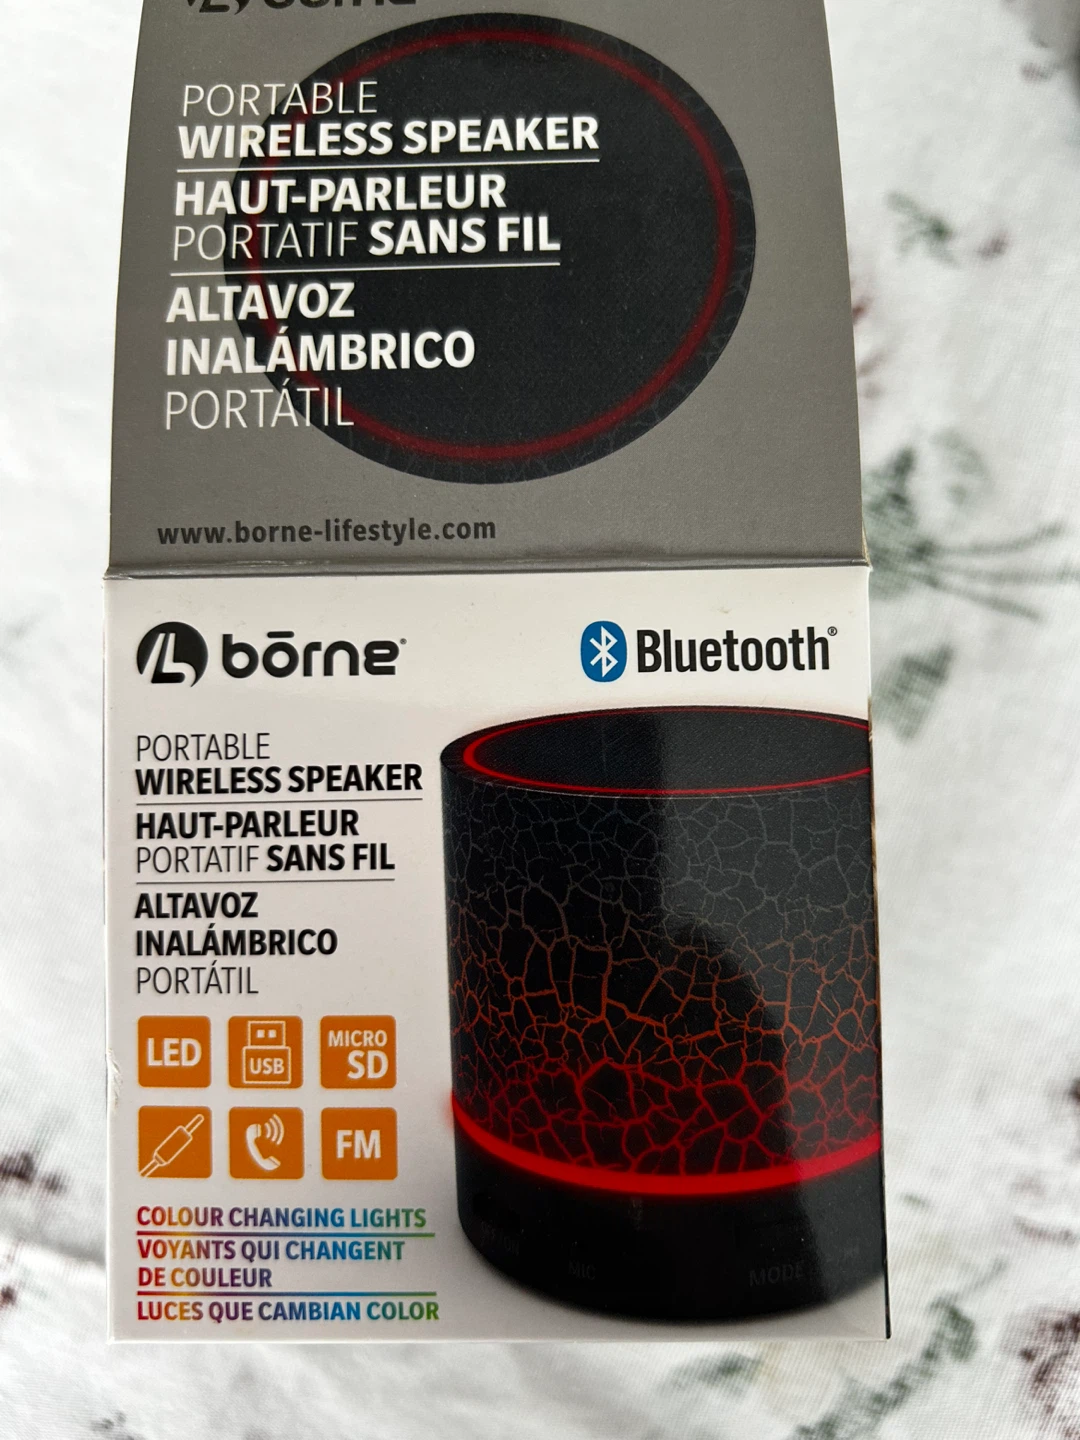 PORTABLE
WIRELESS SPEAKER
HAUT-PARLEUR
PORTATIF SANS FIL
ALTAVOZ
INALÁMBRICO
PORTÁTIL
www.borne-lifestyle.com
bōrne®
Bluetooth®
PORTABLE
WIRELESS SPEAKER
HAUT-PARLEUR
PORTATIF SANS FIL
ALTAVOZ
INALÁMBRICO
PORTÁTIL
LED
USB
MICRO
SD
FM
COLOUR CHANGING LIGHTS
VOYANTS QUI CHANGENT
DE COULEUR
LUCES QUE CAMBIAN COLOR
MIC
MODE